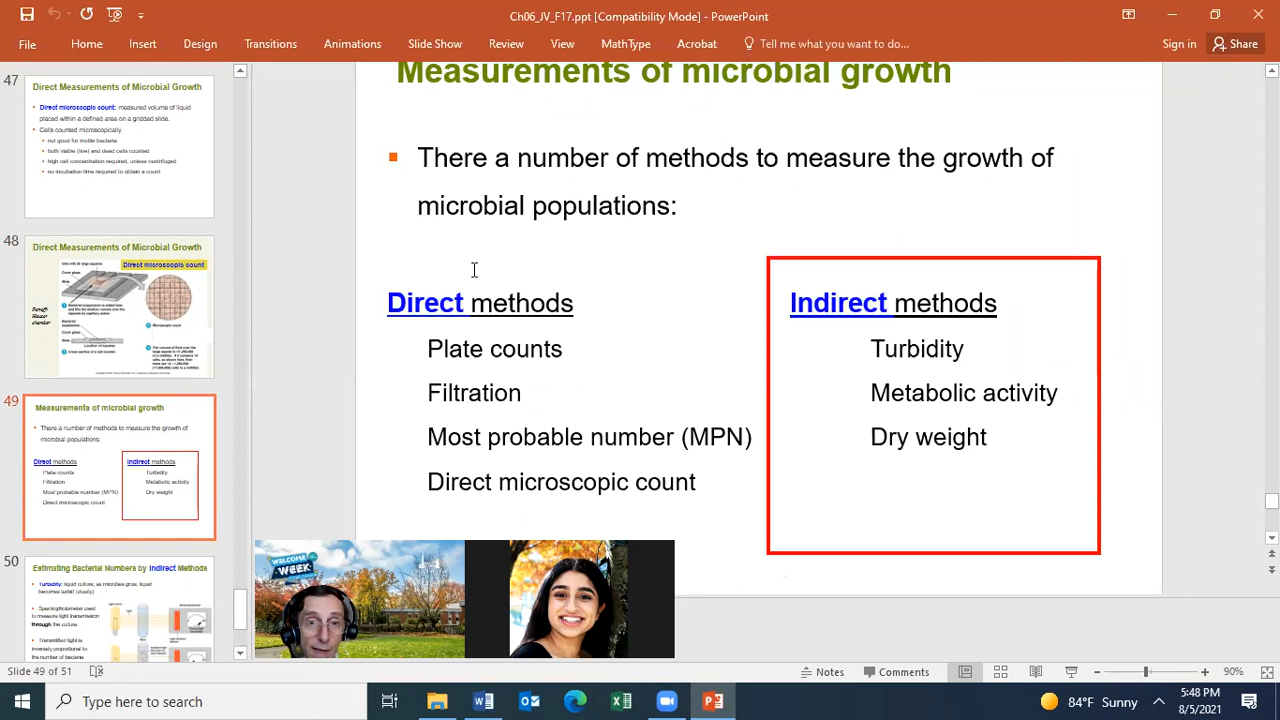 Ch06_JV_F17.ppt [Compatibility Mode] - PowerPoint
File Home Insert Design Transitions Animations Slide Show Review View MathType Acrobat Tell me what you want to do... Sign in Share
47
Direct Measurements of Microbial Growth
Direct microscopic count: measured volume of liquid
placed within a defined area on a gridded slide.
Cells counted microscopically
not good for motile bacteria
both viable (live) and dead cells counted
high cell concentration required, unless centrifuged
no incubation time required to obtain a count
48
Direct Measurements of Microbial Growth
Direct microscopic count
49
Measurements of microbial growth
There a number of methods to measure the growth of
microbial populations:
Direct methods
Plate counts
Filtration
Most probable number (MPN)
Direct microscopic count
Indirect methods
Turbidity
Metabolic activity
Dry weight
50
Estimating Bacterial Numbers by Indirect Methods
Turbidity: liquid culture; as microbes grow, liquid
becomes turbid (cloudy)
Spectrophotometer used
to measure light transmission
through the culture
Transmitted light is
inversely proportional to
the number of bacteria
Measurements of microbial growth
There a number of methods to measure the growth of
microbial populations:
Direct methods
Plate counts
Filtration
Most probable number (MPN)
Direct microscopic count
Indirect methods
Turbidity
Metabolic activity
Dry weight
WELCOME
WEEK
Slide 49 of 51
Notes Comments 90%
Type here to search
84°F Sunny
5:48 PM
8/5/2021